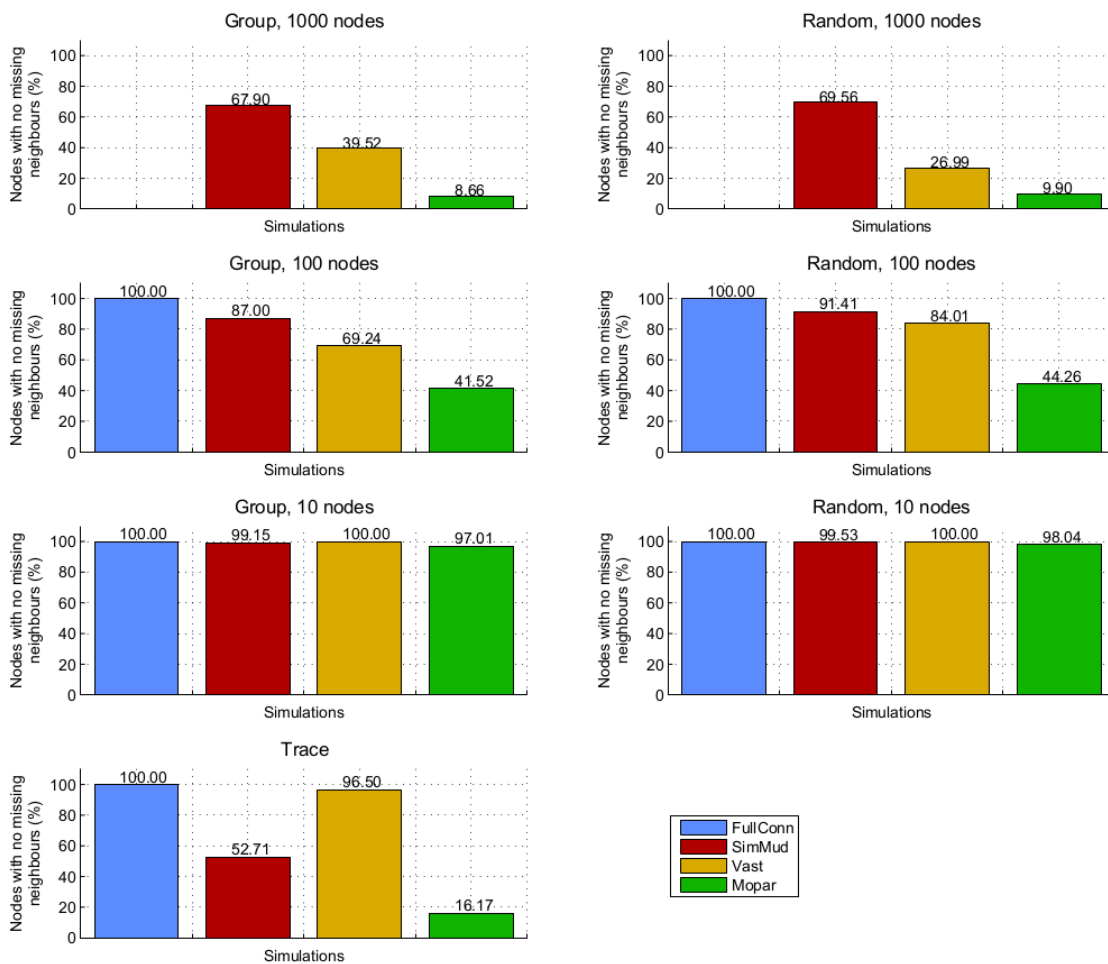 Group, 1000 nodes
Nodes with no missing
neighbours (%)
100
80
60
40
20
0
67.90
39.52
8.66
Simulations
Random, 1000 nodes
Nodes with no missing
neighbours (%)
100
80
60
40
20
0
69.56
26.99
9.90
Simulations
Group, 100 nodes
Nodes with no missing
neighbours (%)
100
80
60
40
20
0
100.00
87.00
69.24
41.52
Simulations
Random, 100 nodes
Nodes with no missing
neighbours (%)
100
80
60
40
20
0
100.00
91.41
84.01
44.26
Simulations
Group, 10 nodes
Nodes with no missing
neighbours (%)
100
80
60
40
20
0
100.00
99.15
100.00
97.01
Simulations
Random, 10 nodes
Nodes with no missing
neighbours (%)
100
80
60
40
20
0
100.00
99.53
100.00
98.04
Simulations
Trace
Nodes with no missing
neighbours (%)
100
80
60
40
20
0
100.00
52.71
96.50
16.17
Simulations
FullConn
SimMud
Vast
Mopar